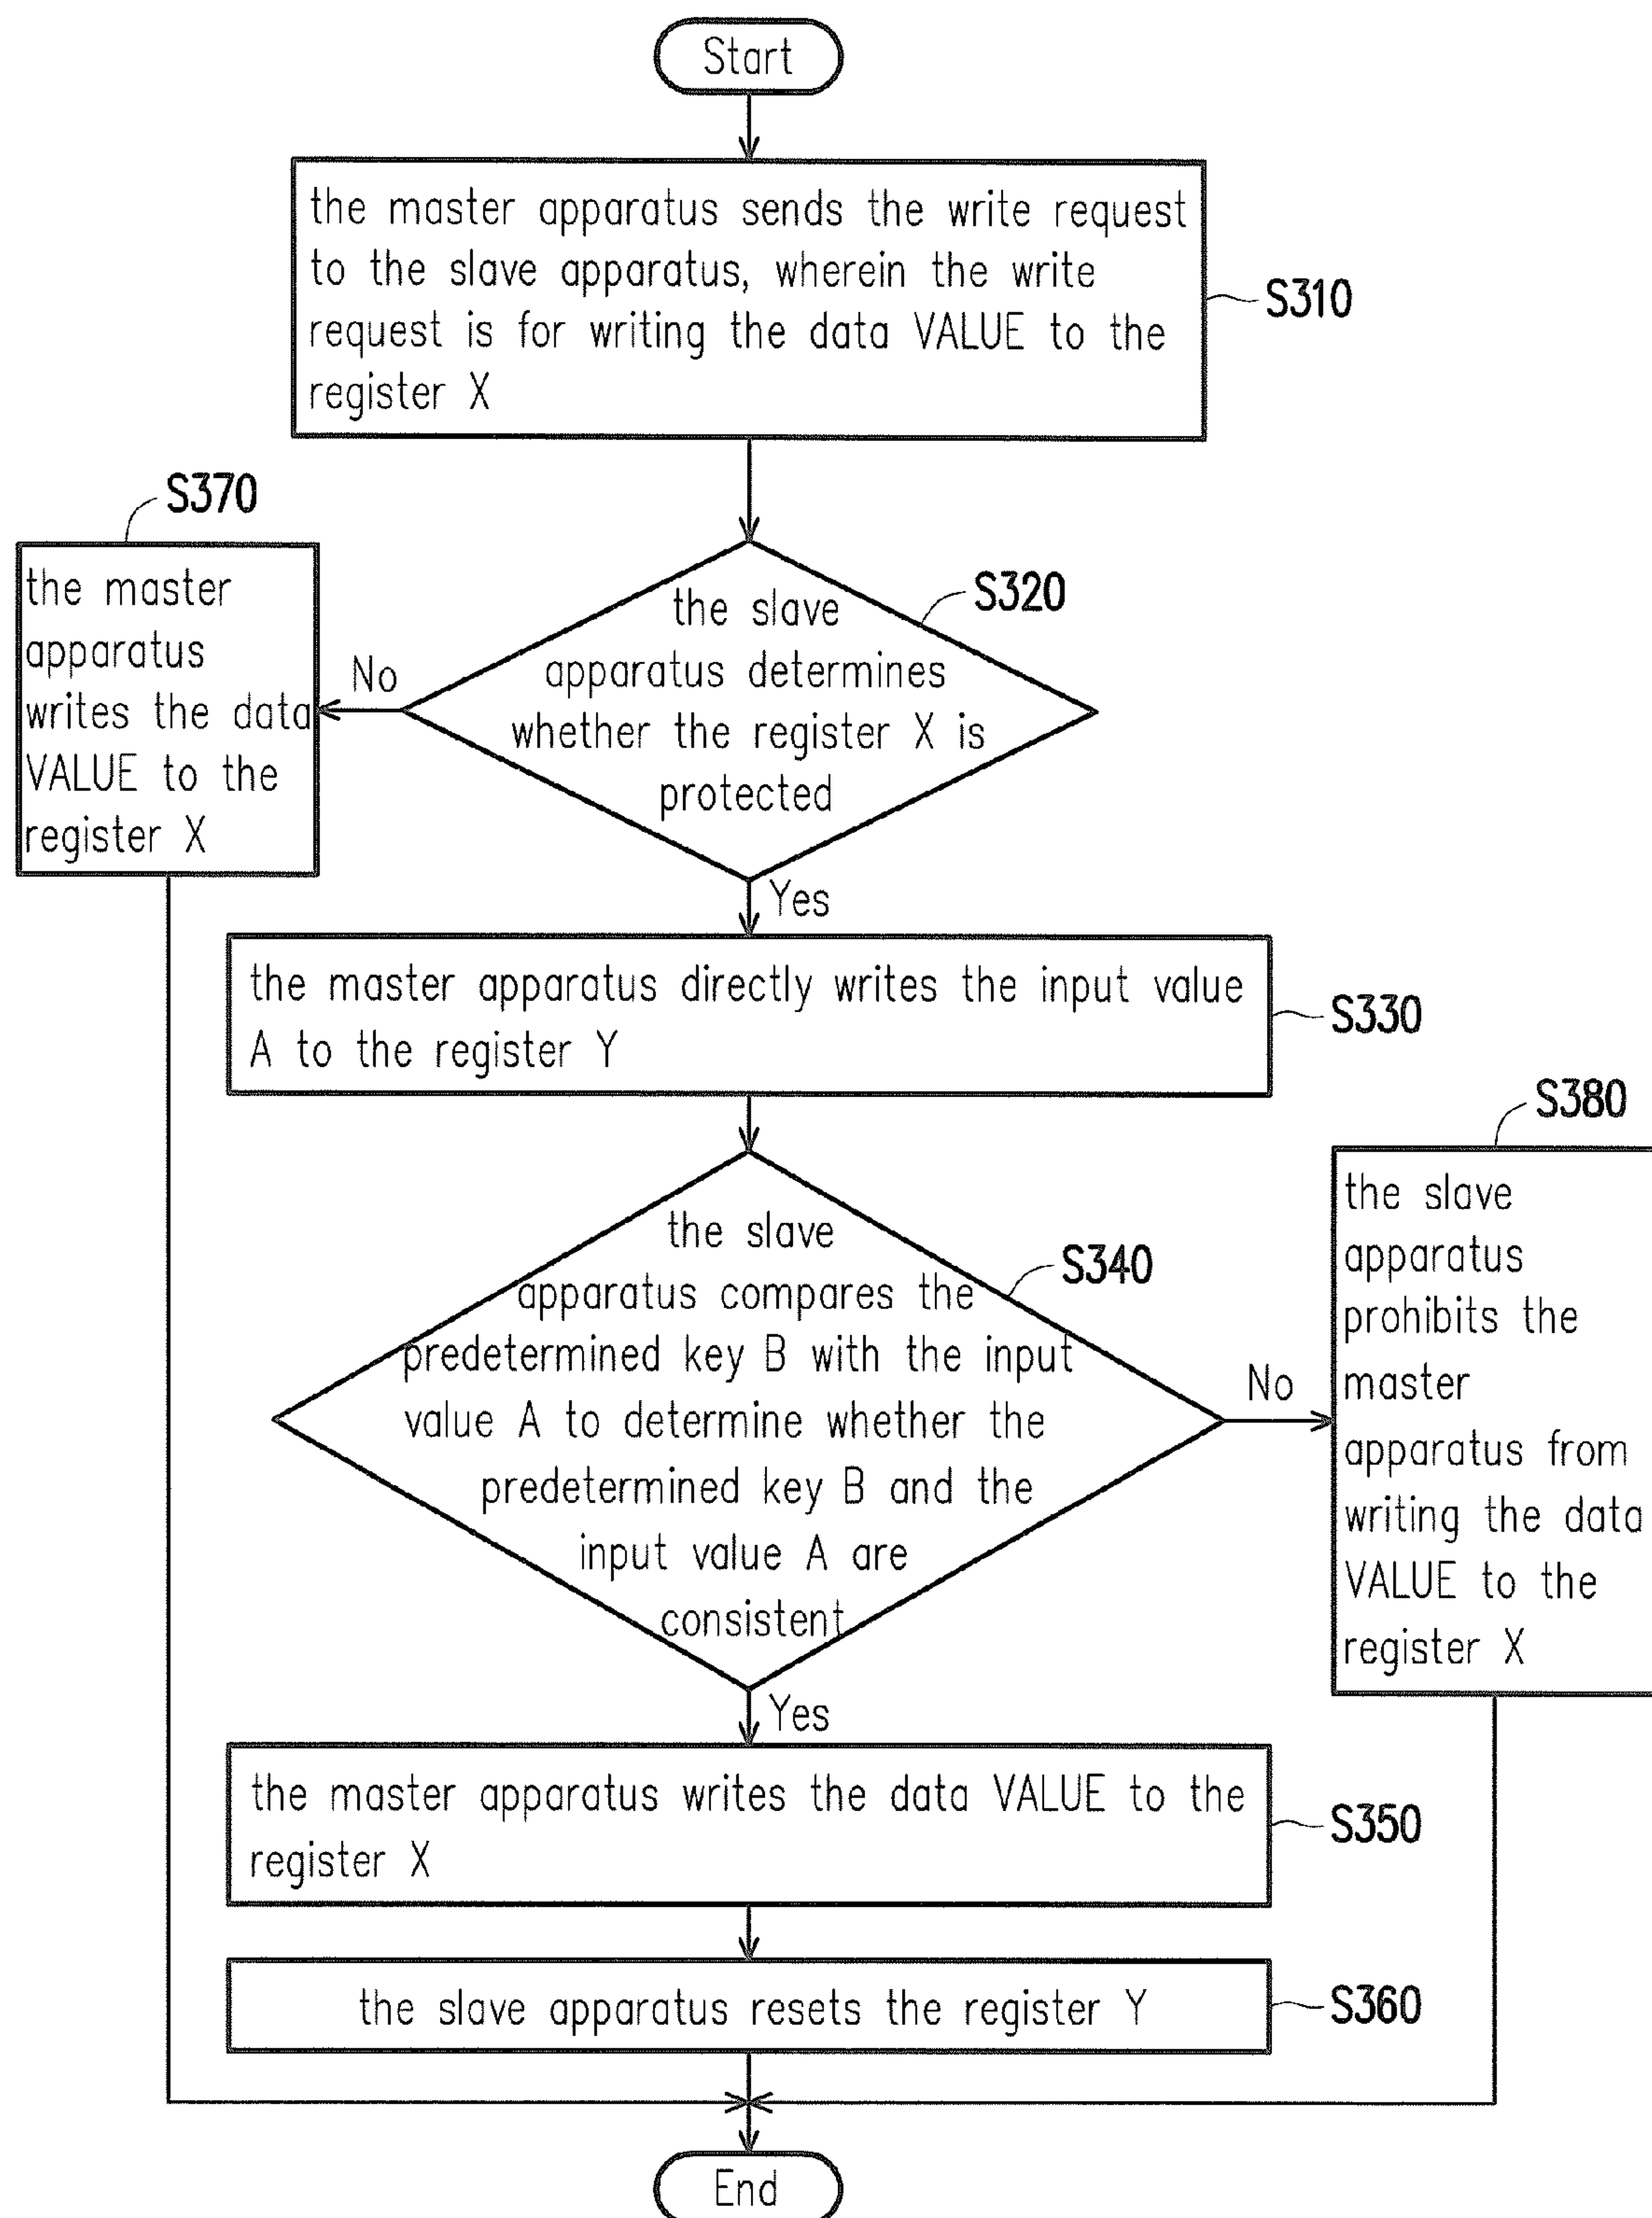 Start
the master apparatus sends the write request
to the slave apparatus, wherein the write
request is for writing the data VALUE to the
register X
S310
S370
the master
apparatus
writes the data
VALUE to the
register X
No
the slave
apparatus determines
whether the register X is
protected
S320
Yes
the master apparatus directly writes the input value
A to the register Y
S330
the slave
apparatus compares the
predetermined key B with the input
value A to determine whether the
predetermined key B and the
input value A are
consistent
S340
No
S380
the slave
apparatus
prohibits the
master
apparatus from
writing the data
VALUE to the
register X
Yes
the master apparatus writes the data VALUE to the
register X
S350
the slave apparatus resets the register Y
S360
End